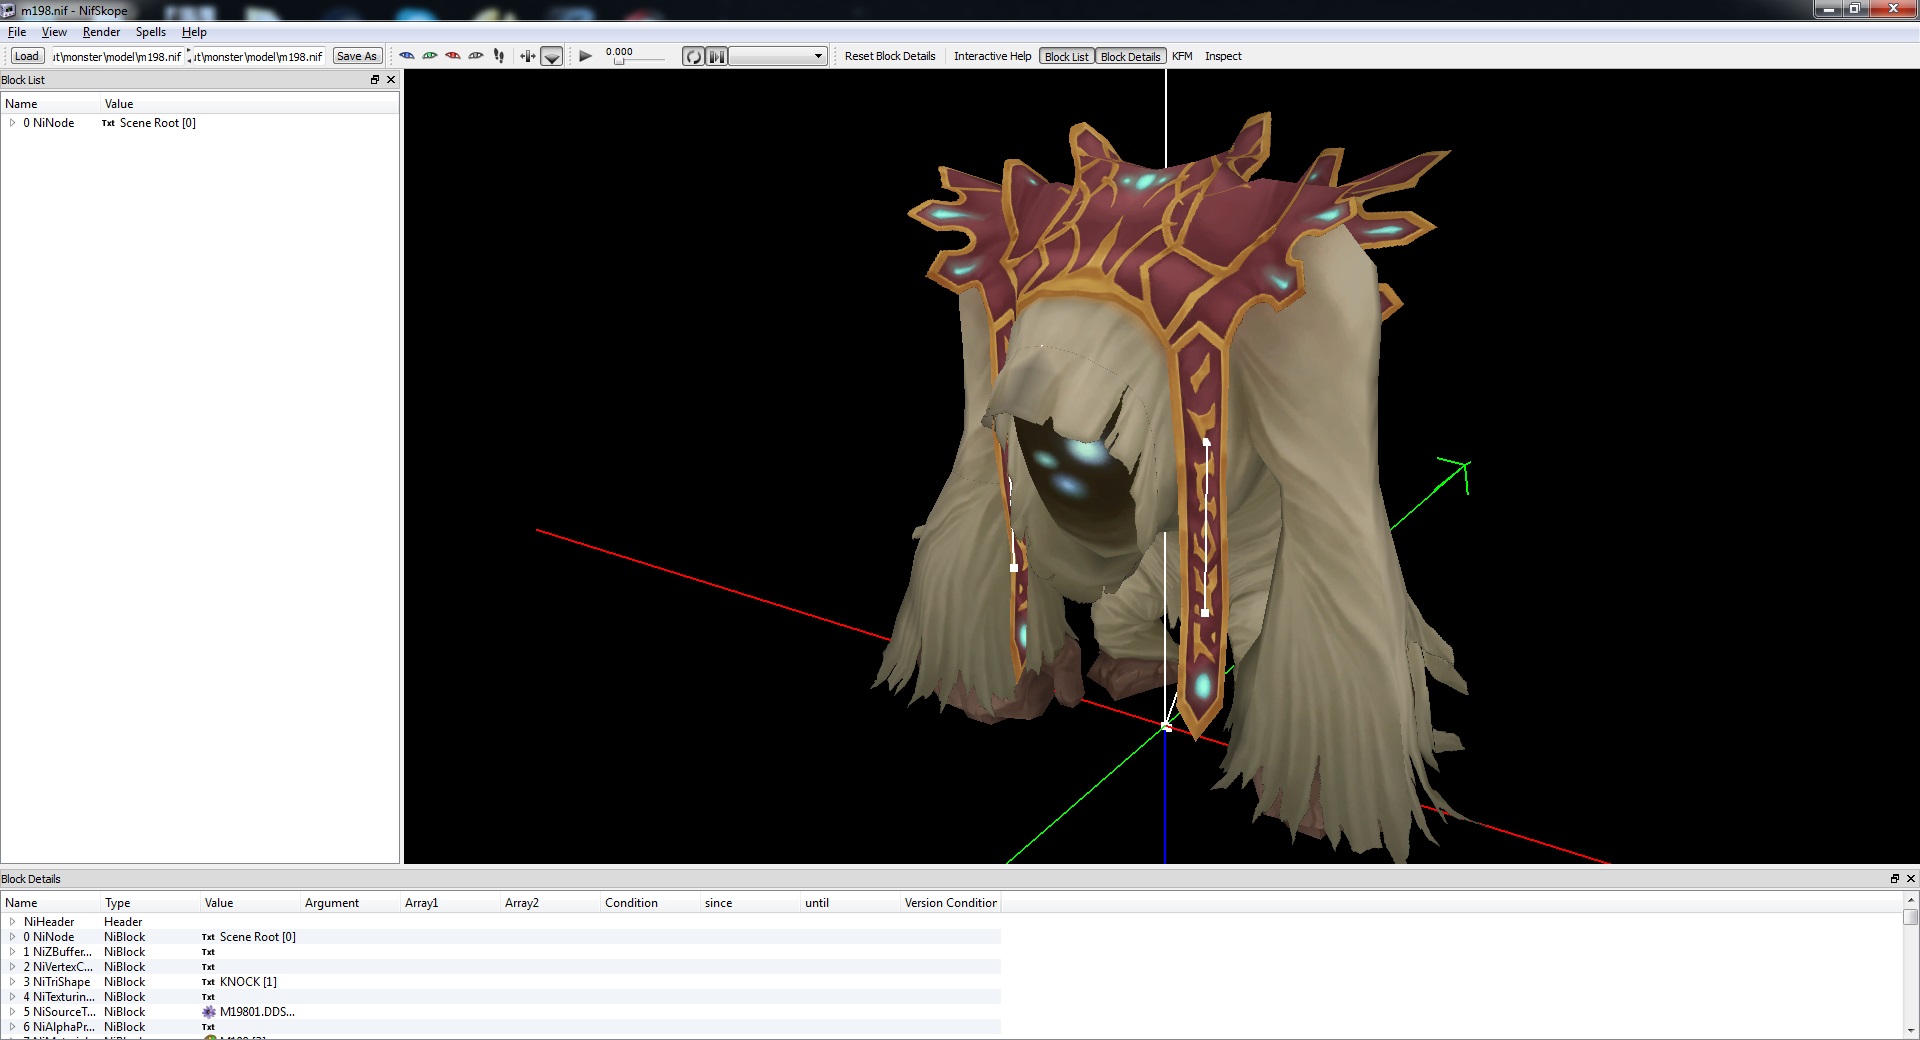 m198.nif - NifSkope
File View Render Spells Help
Load ut\monster\model\m198.nif ut\monster\model\m198.nif Save As 0.000 Reset Block Details Interactive Help Block List Block Details KFM Inspect
Block List
Name Value
0 NiNode Txt Scene Root [0]
Block Details
Name Type Value Argument Array1 Array2 Condition since until Version Condition
NiHeader Header
0 NiNode NiBlock Txt Scene Root [0]
1 NiZBuffer... NiBlock Txt
2 NiVertexC... NiBlock Txt
3 NiTriShape NiBlock Txt KNOCK [1]
4 NiTexturin... NiBlock Txt
5 NiSourceT... NiBlock M19801.DDS...
6 NiAlphaPr... NiBlock Txt